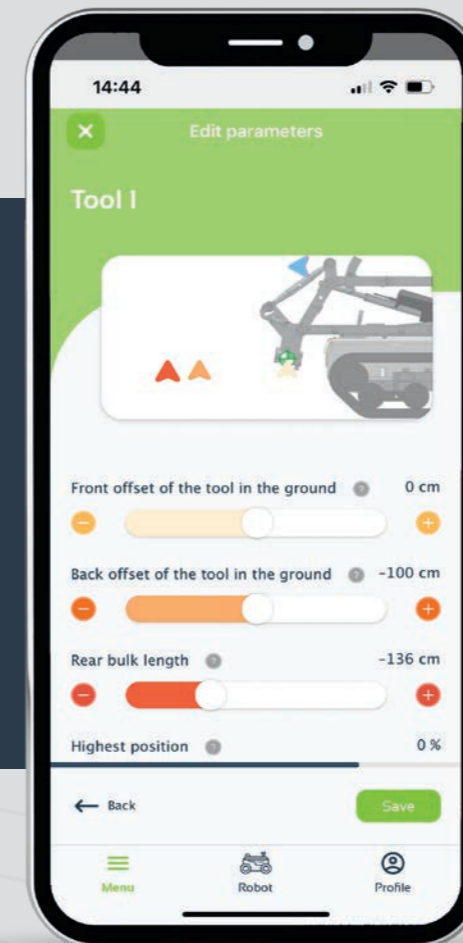 14:44
Edit parameters
Tool 1
Front offset of the tool in the ground ? 0 cm
Back offset of the tool in the ground ? -100 cm
Rear bulk length ? -136 cm
Highest position ? 0 %
Back
Save
Menu
Robot
Profile